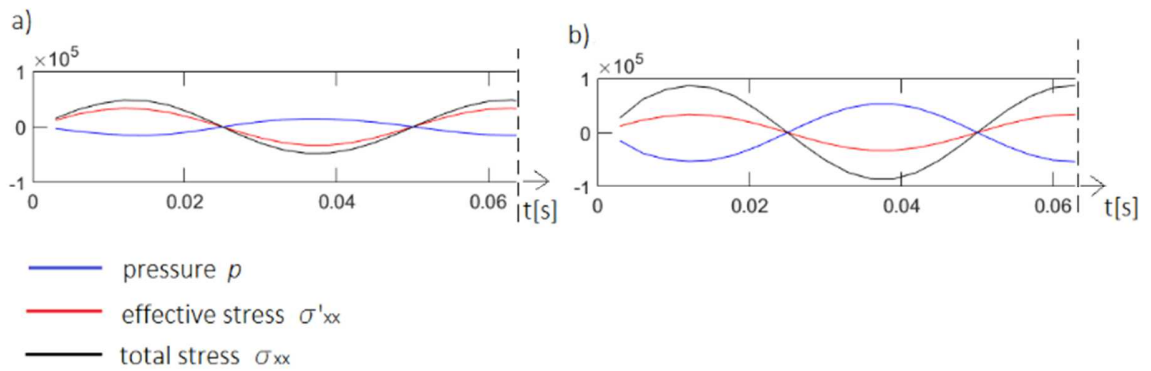 a)
×10⁵
1
0
-1
0 0.02 0.04 0.06 t[s]
b)
×10⁵
1
0
-1
0 0.02 0.04 0.06 t[s]
pressure p
effective stress σ'xx
total stress σxx